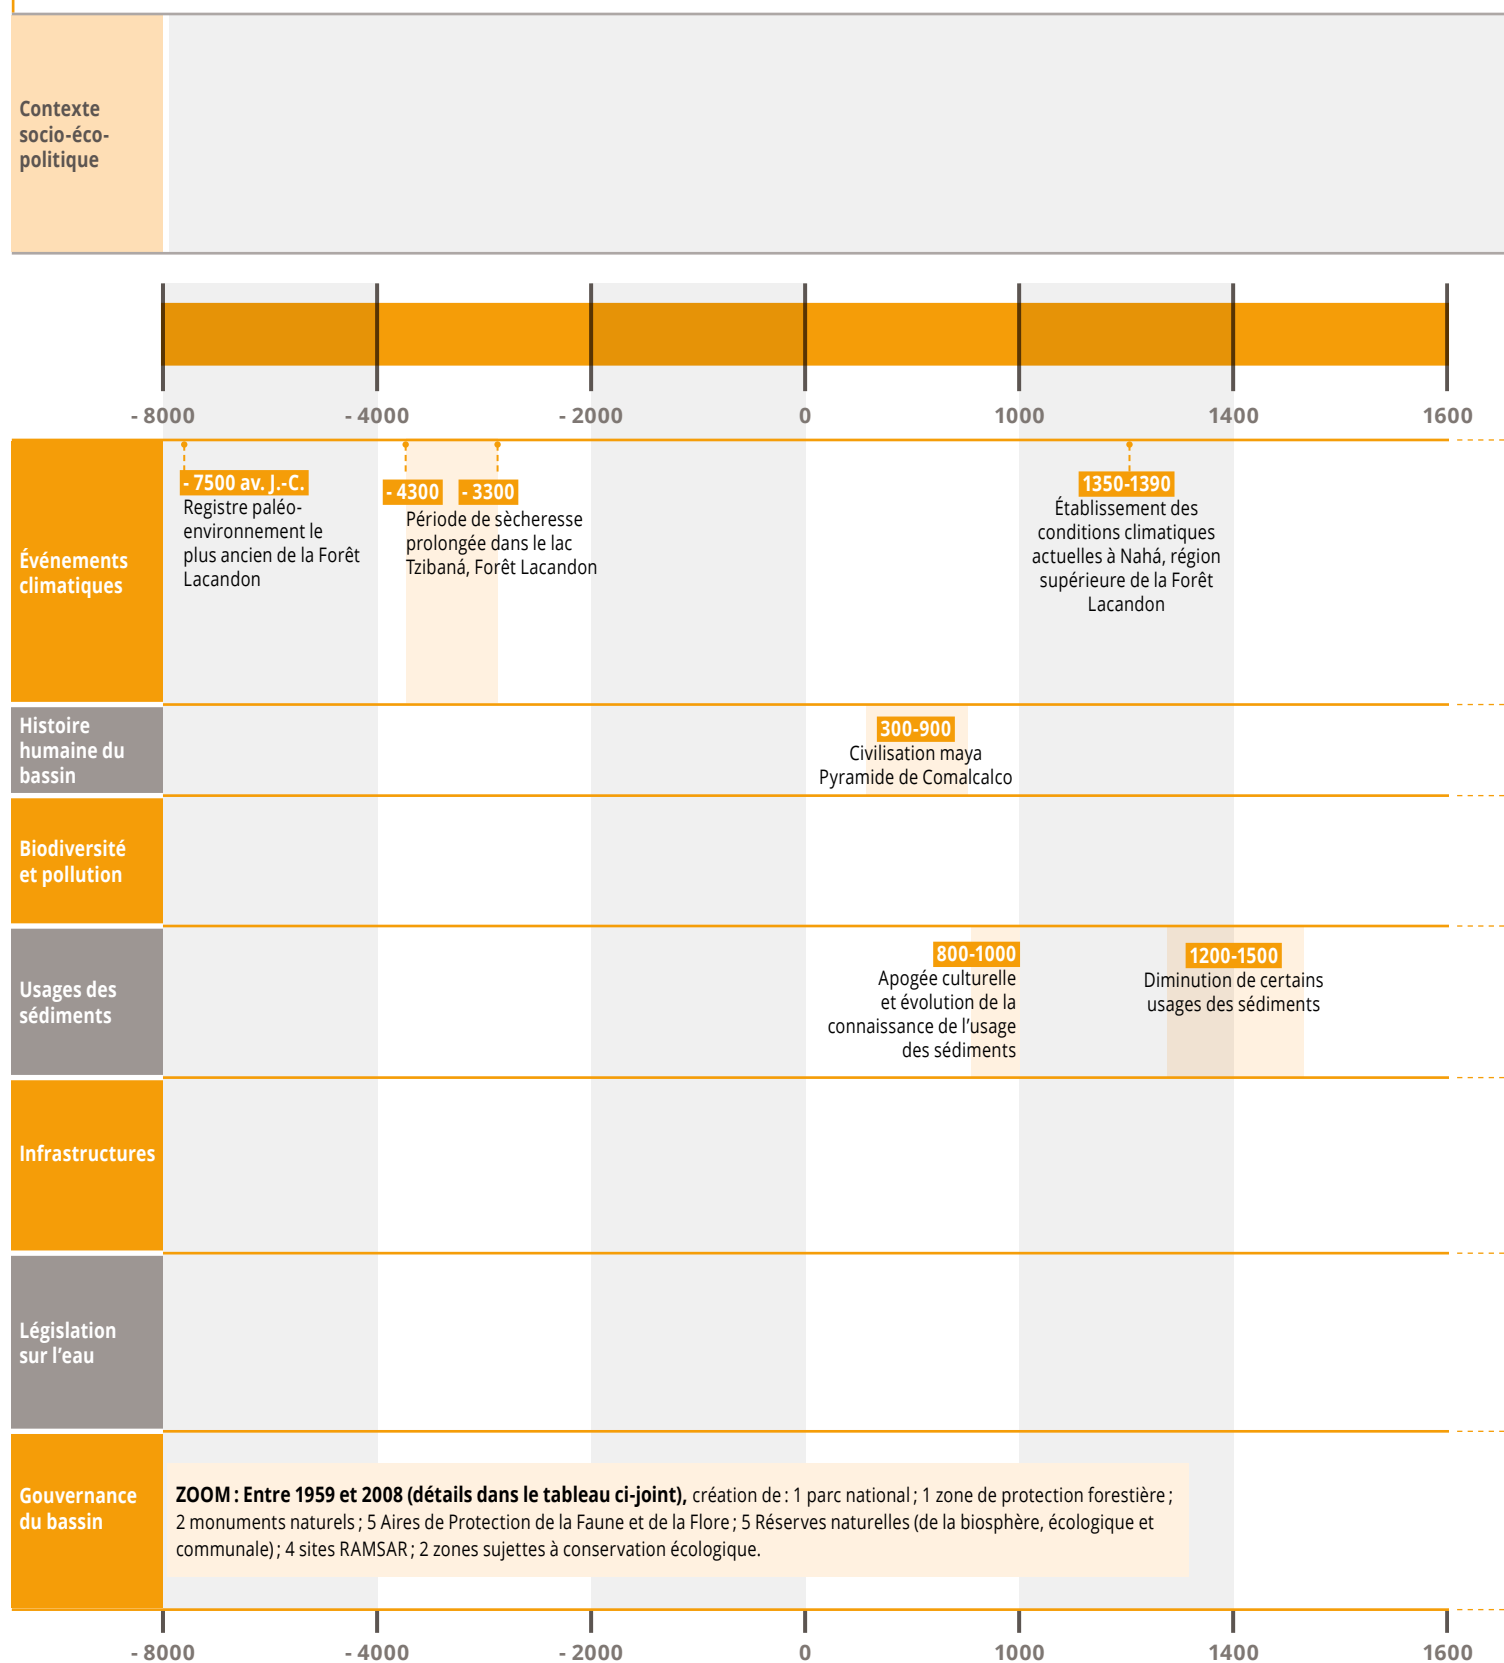 Contexte
socio-éco-
politique
- 8000
- 4000
- 2000
0
1000
1400
1600
Événements
climatiques
- 7500 av. J.-C.
Registre paléo-
environnement le
plus ancien de la Forêt
Lacandon
- 4300
- 3300
Période de sècheresse
prolongée dans le lac
Tzibaná, Forêt Lacandon
1350-1390
Établissement des
conditions climatiques
actuelles à Nahá, région
supérieure de la Forêt
Lacandon
Histoire
humaine du
bassin
300-900
Civilisation maya
Pyramide de Comalcalco
Biodiversité
et pollution
Usages des
sédiments
800-1000
Apogée culturelle
et évolution de la
connaissance de l’usage
des sédiments
1200-1500
Diminution de certains
usages des sédiments
Infrastructures
Législation
sur l’eau
Gouvernance
du bassin
ZOOM : Entre 1959 et 2008 (détails dans le tableau ci-joint), création de : 1 parc national ; 1 zone de protection forestière ;
2 monuments naturels ; 5 Aires de Protection de la Faune et de la Flore ; 5 Réserves naturelles (de la biosphère, écologique et
communale) ; 4 sites RAMSAR ; 2 zones sujettes à conservation écologique.
- 8000
- 4000
- 2000
0
1000
1400
1600